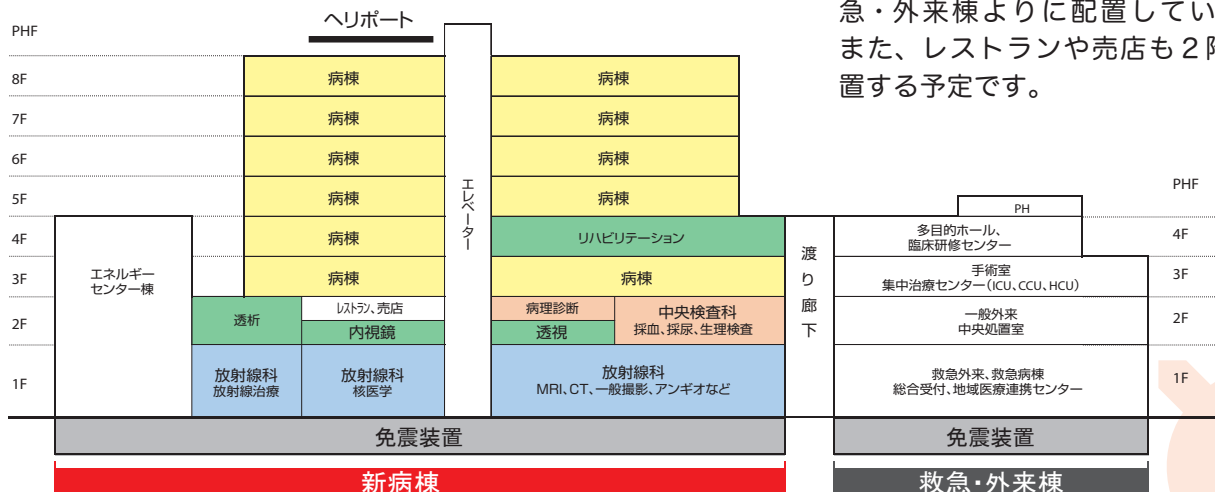 急・外来棟よりに配置してい
また、レストランや売店も2階
置する予定です。
PHF
ヘリポート
8F
病棟
病棟
7F
病棟
病棟
6F
病棟
病棟
5F
病棟
エレベーター
病棟
PHF
PH
4F
病棟
リハビリテーション
渡り廊下
多目的ホール、
臨床研修センター
4F
3F
エネルギー
センター棟
病棟
病棟
手術室
集中治療センター(ICU、CCU、HCU)
3F
2F
透析
レストラン、売店
内視鏡
病理診断
透視
中央検査科
採血、採尿、生理検査
一般外来
中央処置室
2F
1F
放射線科
放射線治療
放射線科
核医学
放射線科
MRI、CT、一般撮影、アンギオなど
救急外来、救急病棟
総合受付、地域医療連携センター
1F
免震装置
免震装置
新病棟
救急・外来棟